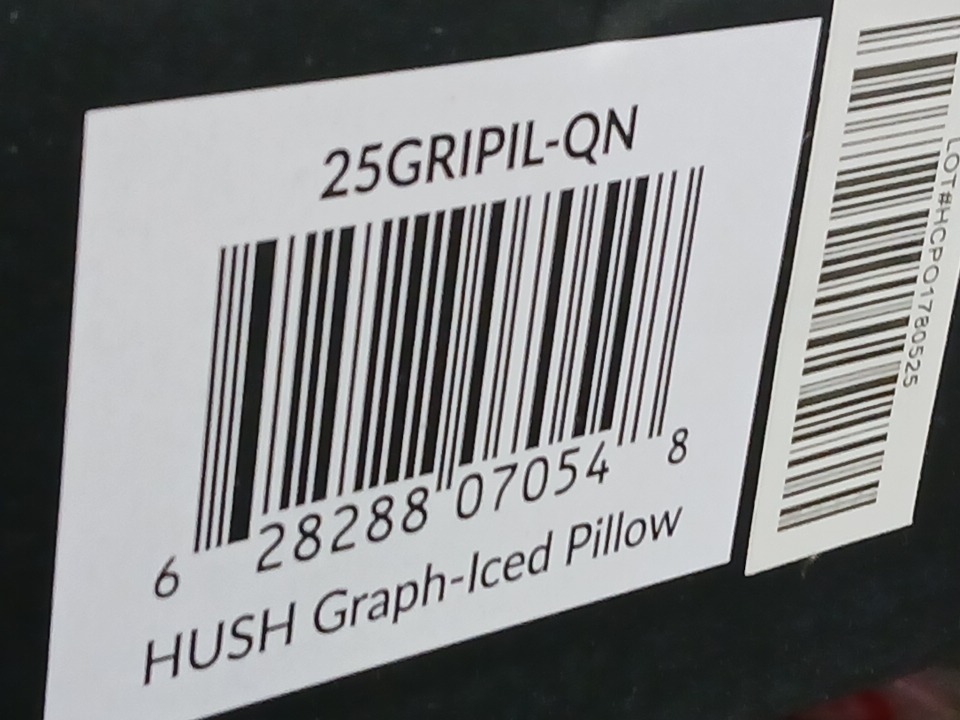 25GRIPIL-QN
6 28288 07054 8
HUSH Graph-Iced Pillow
LOT#HCPO1780525